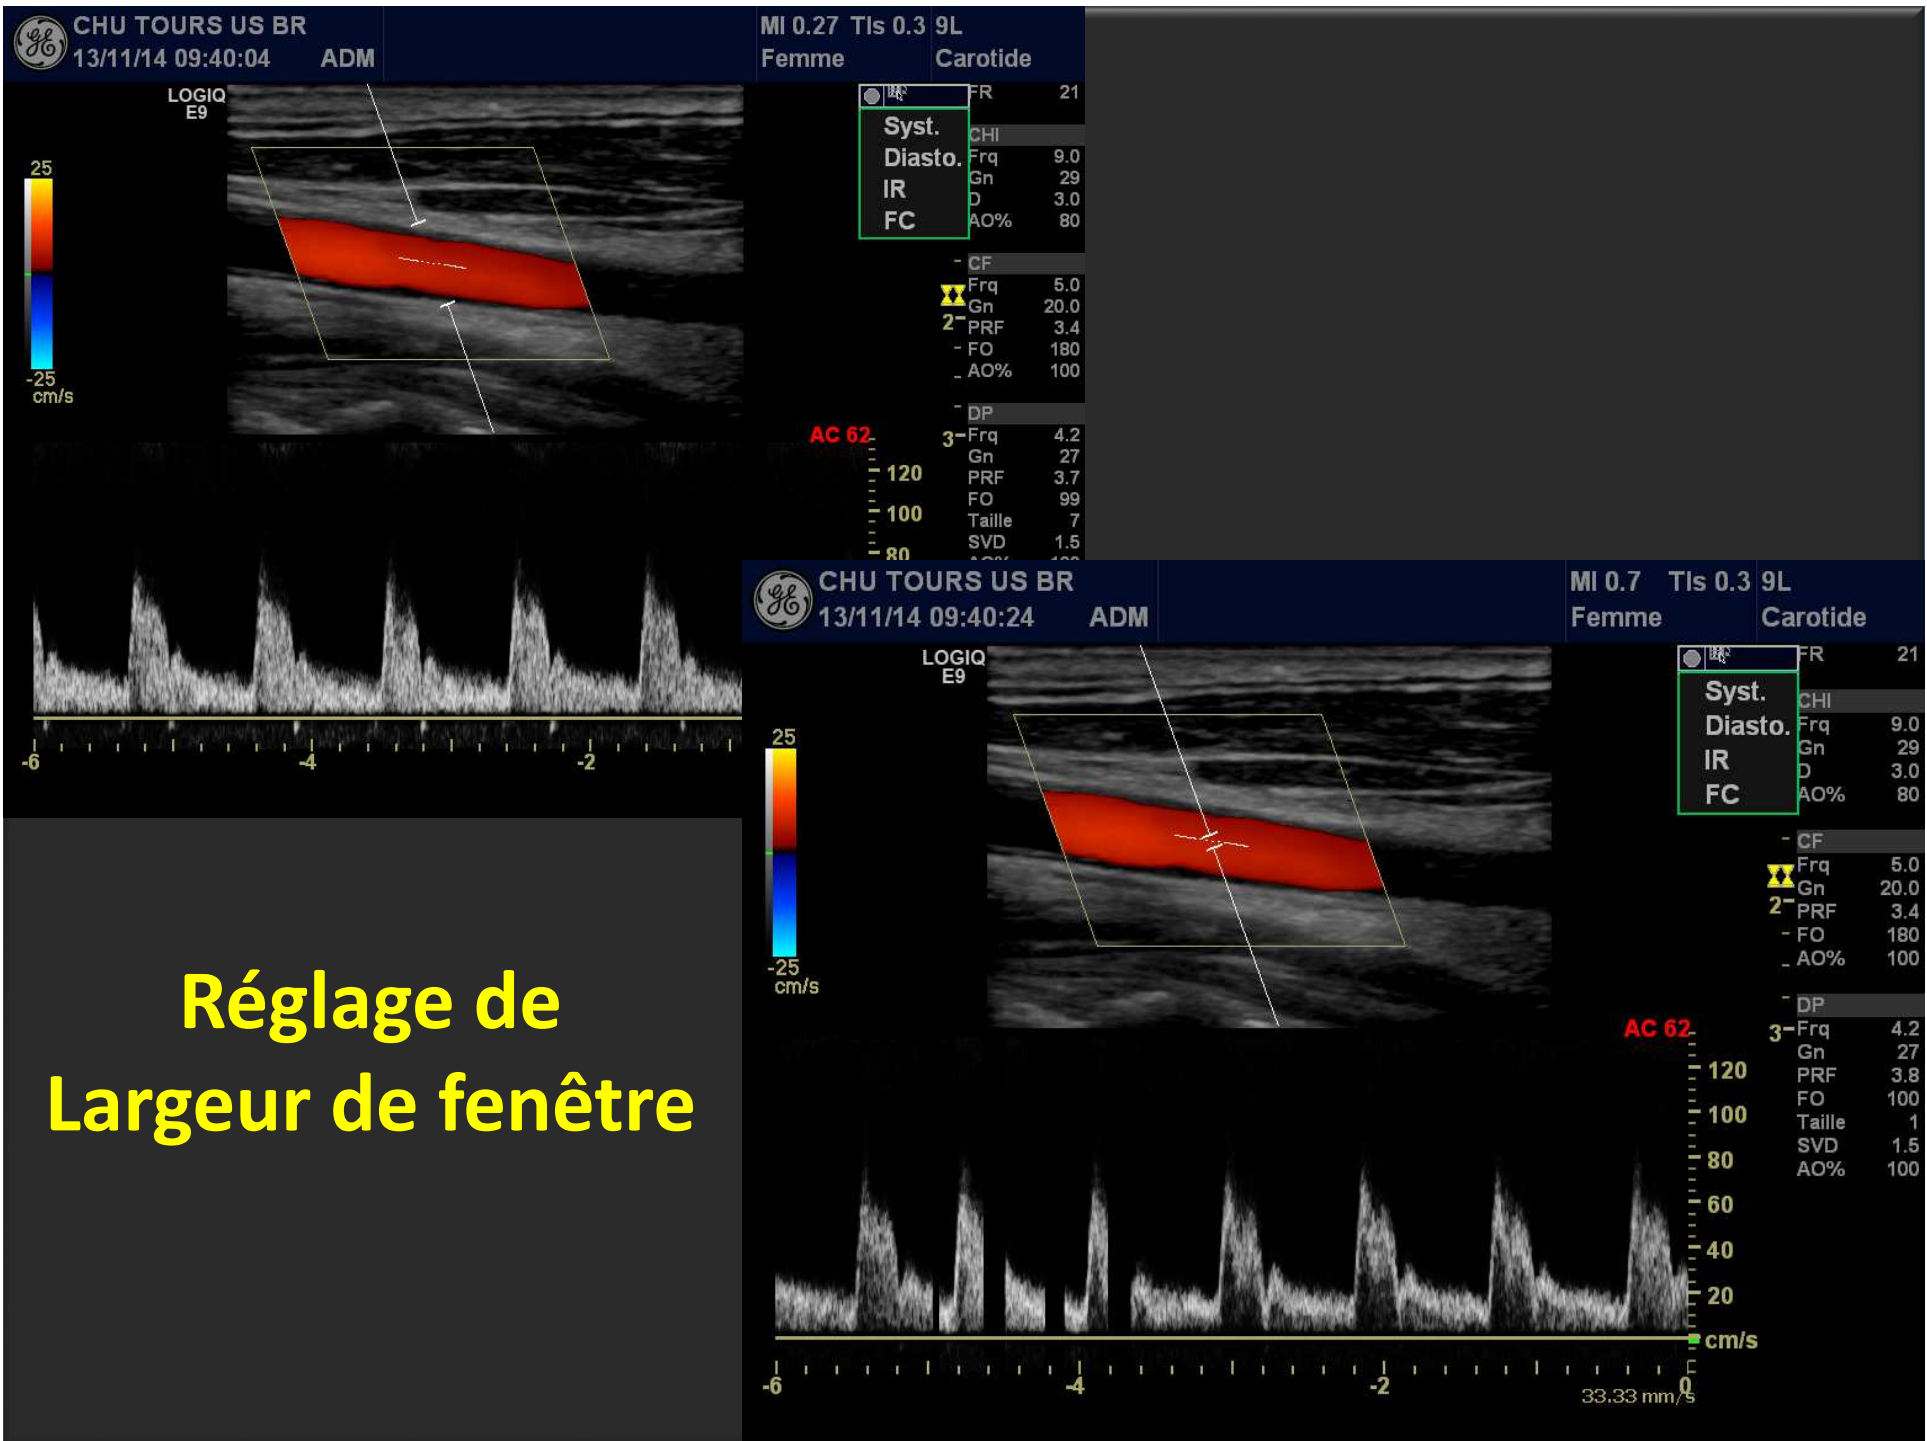 CHU TOURS US BR
13/11/14 09:40:04 ADM
MI 0.27 TIs 0.3 9L
Femme Carotide
LOGIQ
E9
25
-25
cm/s
Syst.
Diasto.
IR
FC
FR 21
CHI
Frq 9.0
Gn 29
D 3.0
AO% 80
CF
Frq 5.0
Gn 20.0
2 PRF 3.4
FO 180
AO% 100
DP
AC 62
3 Frq 4.2
Gn 27
PRF 3.7
FO 99
Taille 7
SVD 1.5
120
100
80
-6 -4 -2
CHU TOURS US BR
13/11/14 09:40:24 ADM
MI 0.7 TIs 0.3 9L
Femme Carotide
LOGIQ
E9
25
-25
cm/s
Syst.
Diasto.
IR
FC
FR 21
CHI
Frq 9.0
Gn 29
D 3.0
AO% 80
CF
Frq 5.0
Gn 20.0
2 PRF 3.4
FO 180
AO% 100
DP
AC 62
3 Frq 4.2
Gn 27
PRF 3.8
FO 100
Taille 1
SVD 1.5
AO% 100
120
100
80
60
40
20
cm/s
-6 -4 -2 0
33.33 mm/s
Réglage de
Largeur de fenêtre